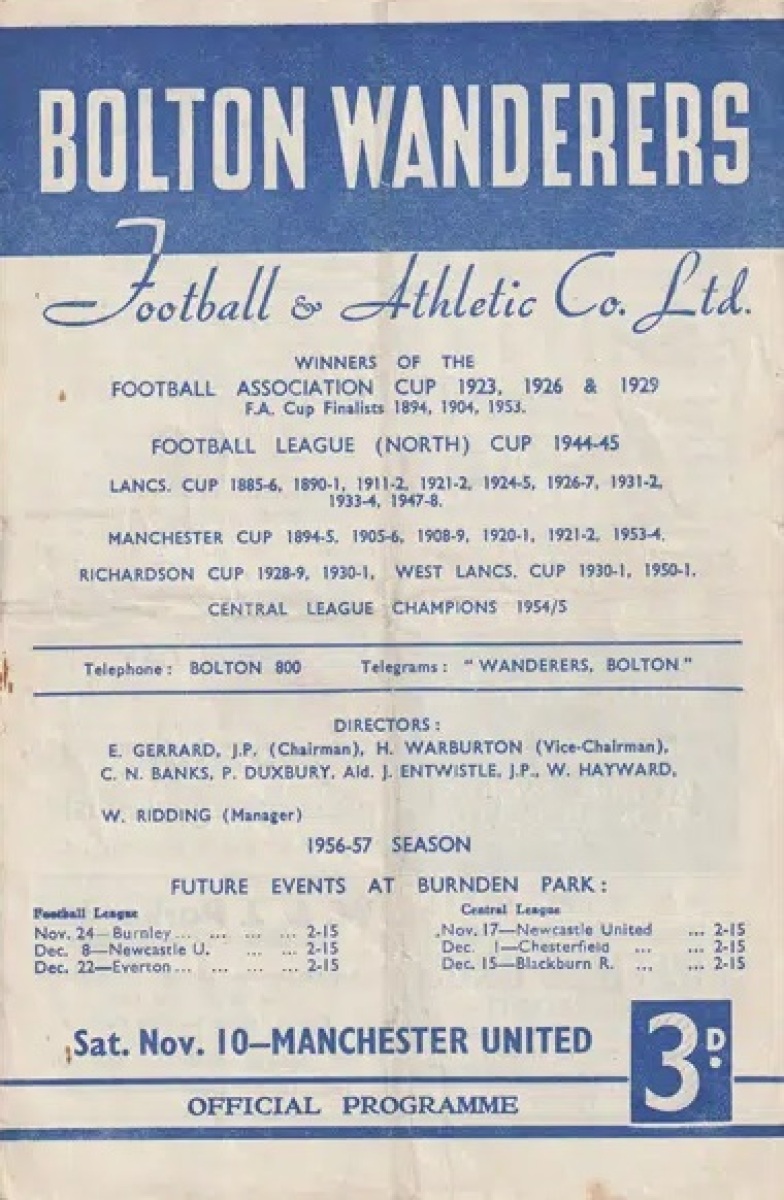 BOLTON WANDERERS
Football & Athletic Co. Ltd.
WINNERS OF THE
FOOTBALL ASSOCIATION CUP 1923, 1926 & 1929
F.A. Cup Finalists 1894, 1904, 1953.
FOOTBALL LEAGUE (NORTH) CUP 1944-45
LANCS. CUP 1885-6, 1890-1, 1911-2, 1921-2, 1924-5, 1926-7, 1931-2,
1933-4, 1947-8.
MANCHESTER CUP 1894-5, 1905-6, 1908-9, 1920-1, 1921-2, 1953-4.
RICHARDSON CUP 1928-9, 1930-1, WEST LANCS. CUP 1930-1, 1950-1.
CENTRAL LEAGUE CHAMPIONS 1954/5
Telephone: BOLTON 800 Telegrams: "WANDERERS, BOLTON"
DIRECTORS:
E. GERRARD, J.P. (Chairman), H. WARBURTON (Vice-Chairman),
C. N. BANKS, P. DUXBURY, Ald. J. ENTWISTLE, J.P., W. HAYWARD,
W. RIDDING (Manager)
1956-57 SEASON
FUTURE EVENTS AT BURNDEN PARK:
Football League
Nov. 24—Burnley ... ... ... ... 2-15
Dec. 8—Newcastle U. ... ... 2-15
Dec. 22—Everton ... ... ... ... 2-15
Central League
Nov. 17—Newcastle United ... 2-15
Dec. 1—Chesterfield ... ... 2-15
Dec. 15—Blackburn R. ... ... 2-15
Sat. Nov. 10—MANCHESTER UNITED
3D.
OFFICIAL PROGRAMME